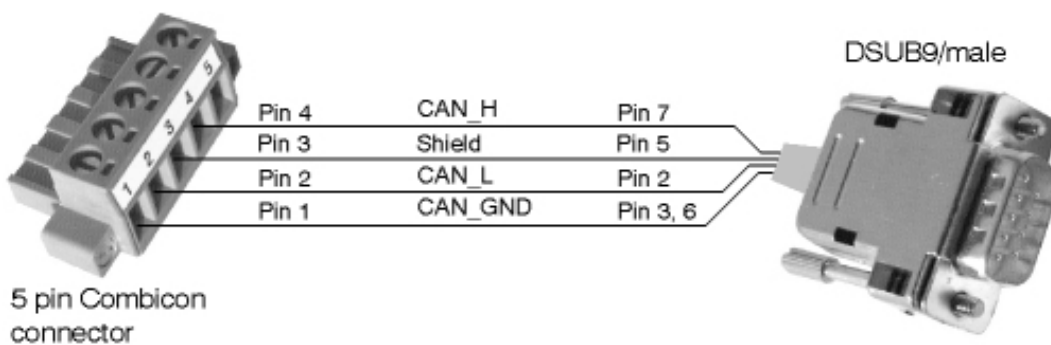 DSUB9/male
5
4
3
2
1
Pin 4 CAN_H Pin 7
Pin 3 Shield Pin 5
Pin 2 CAN_L Pin 2
Pin 1 CAN_GND Pin 3, 6
5 pin Combicon
connector